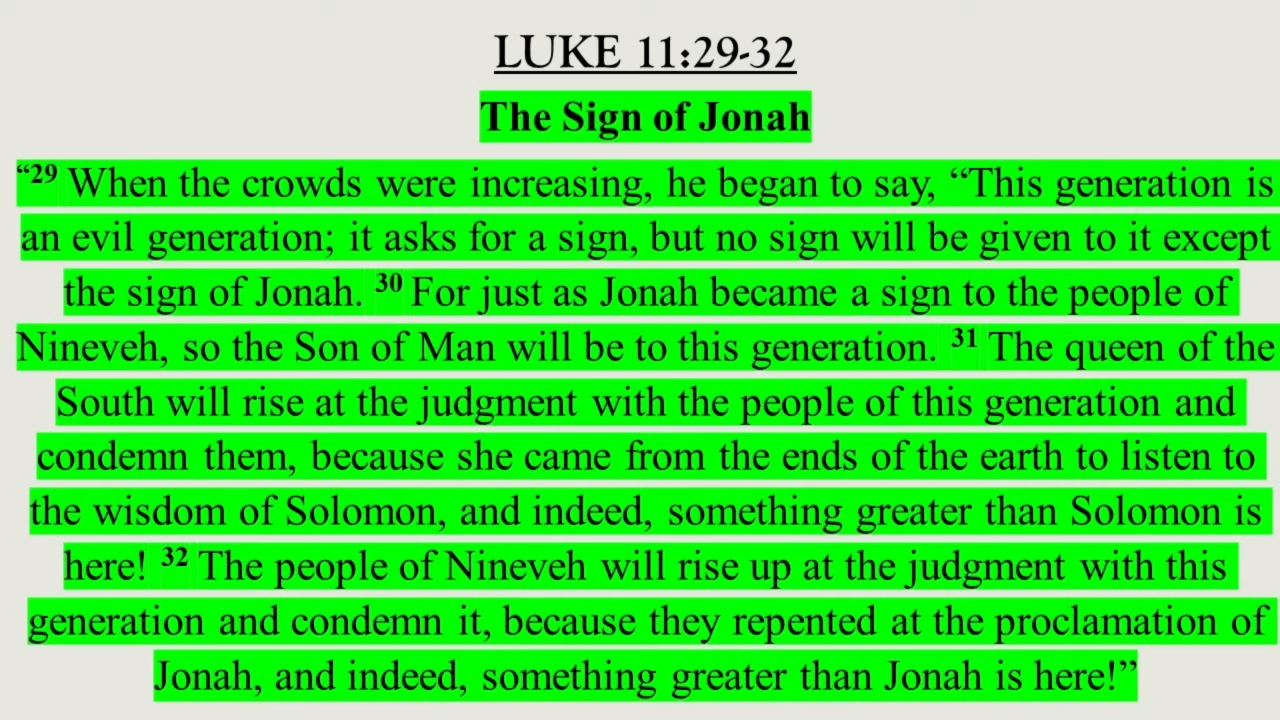 LUKE 11:29-32
The Sign of Jonah
“29 When the crowds were increasing, he began to say, “This generation is
an evil generation; it asks for a sign, but no sign will be given to it except
the sign of Jonah. 30 For just as Jonah became a sign to the people of
Nineveh, so the Son of Man will be to this generation. 31 The queen of the
South will rise at the judgment with the people of this generation and
condemn them, because she came from the ends of the earth to listen to
the wisdom of Solomon, and indeed, something greater than Solomon is
here! 32 The people of Nineveh will rise up at the judgment with this
generation and condemn it, because they repented at the proclamation of
Jonah, and indeed, something greater than Jonah is here!”